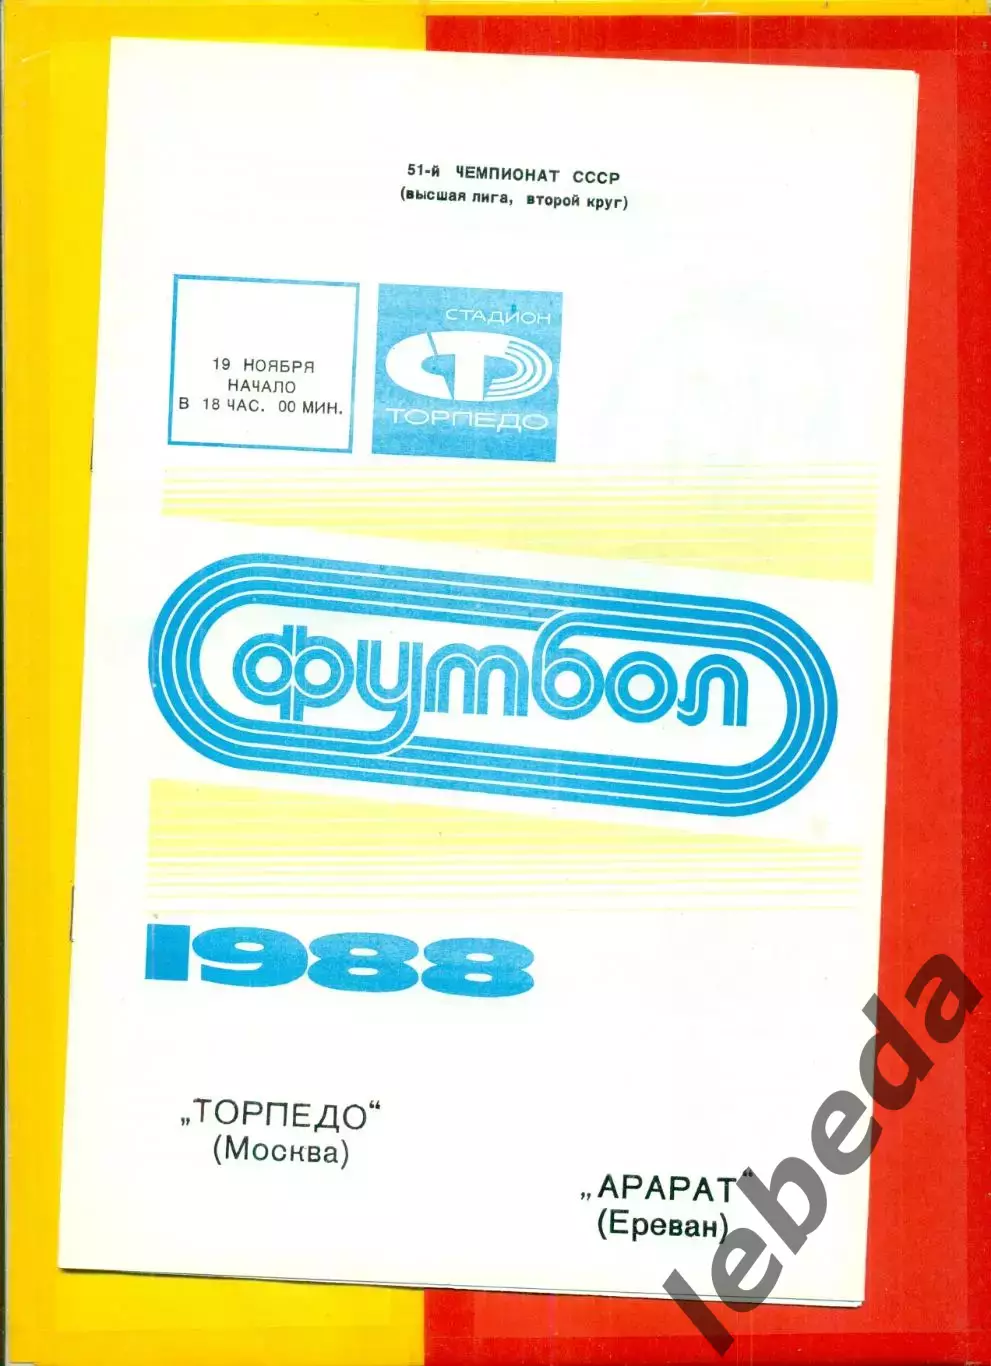 51-й ЧЕМПИОНАТ СССР
(высшая лига, второй круг)
19 НОЯБРЯ
НАЧАЛО
В 18 ЧАС. 00 МИН.
СТАДИОН
ТОРПЕДО
футбол
1988
„ТОРПЕДО“
(Москва)
„АРАРАТ“
(Ереван)
lebeda